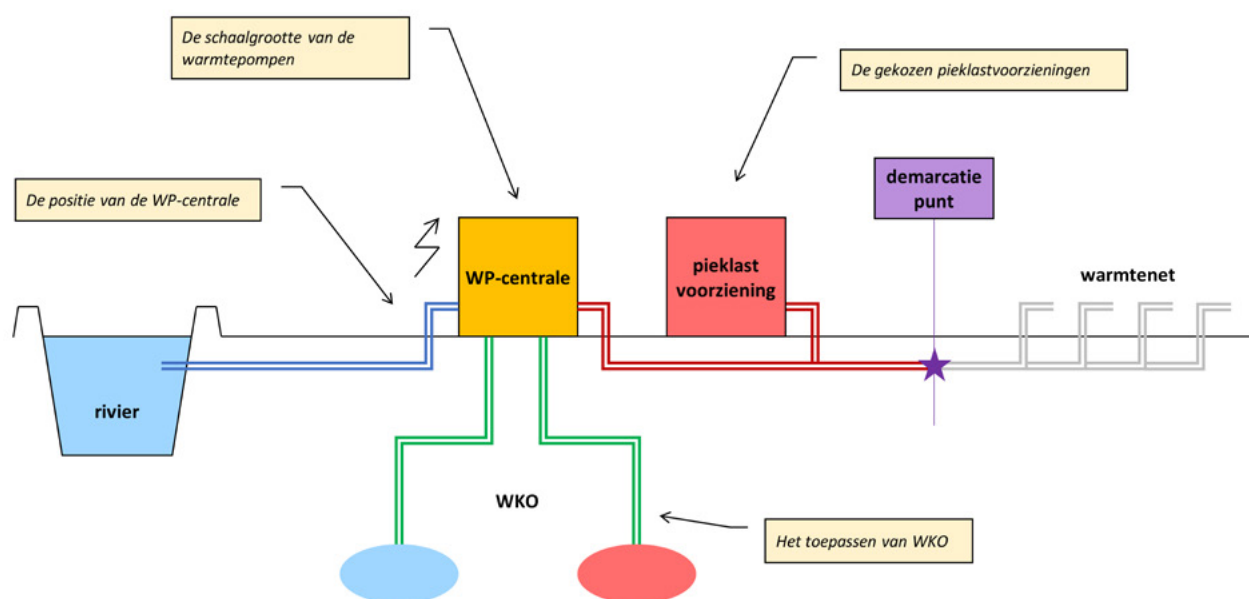 De schaalgrootte van de
warmtepompen
De gekozen pieklastvoorzieningen
De positie van de WP-centrale
demarcatie
punt
WP-centrale
pieklast
voorziening
warmtenet
rivier
WKO
Het toepassen van WKO